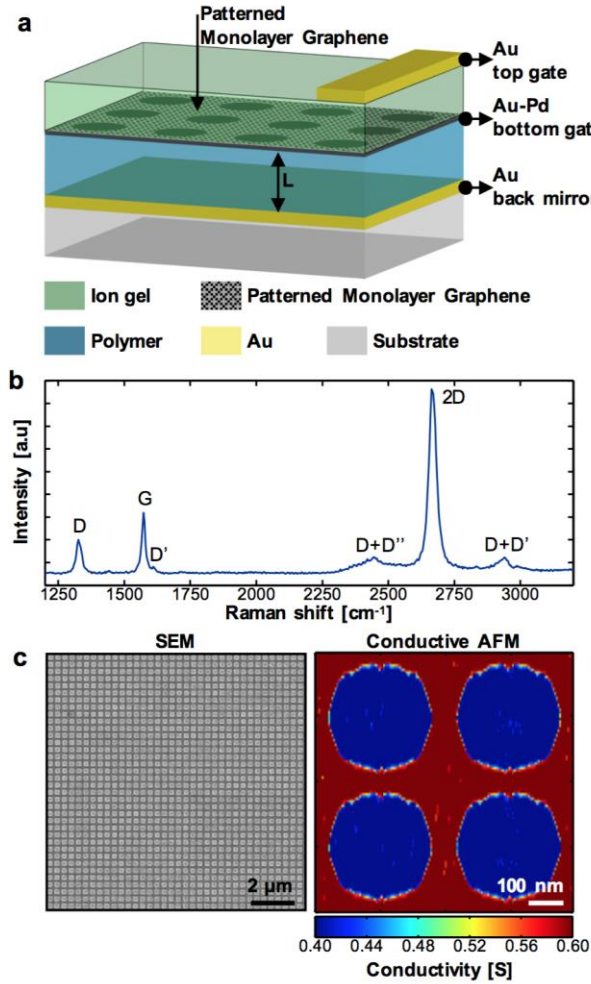 a
Patterned
Monolayer Graphene
Au
top gate
Au-Pd
bottom gat
L
Au
back mirro
Ion gel
Patterned Monolayer Graphene
Polymer
Au
Substrate
b
Intensity [a.u]
D
G
D'
D+D''
2D
D+D'
1250 1500 1750 2000 2250 2500 2750 3000
Raman shift [cm-1]
c
SEM
Conductive AFM
2 µm
100 nm
0.40 0.44 0.48 0.52 0.56 0.60
Conductivity [S]